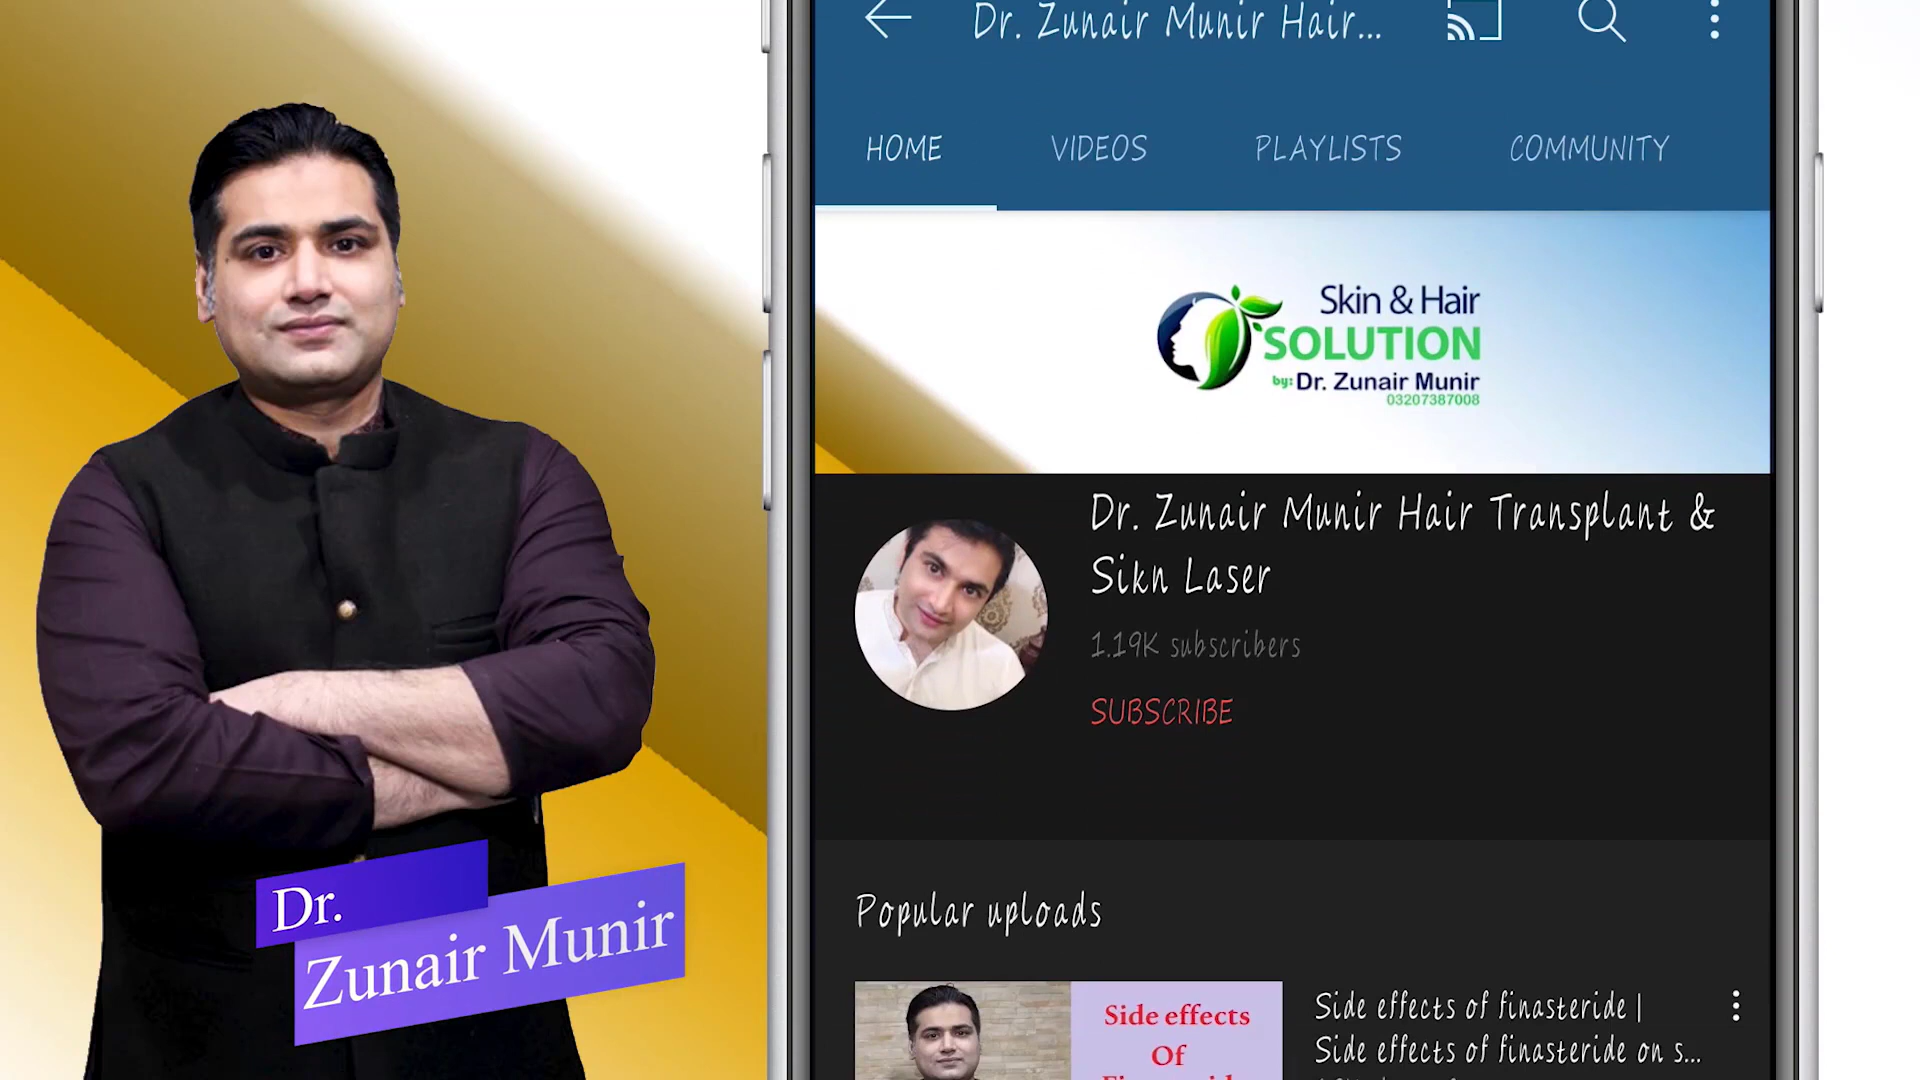 Dr. Zunair Munir Hair...
HOME
VIDEOS
PLAYLISTS
COMMUNITY
Skin & Hair
SOLUTION
by: Dr. Zunair Munir
03207387008
Dr. Zunair Munir Hair Transplant &
Sikn Laser
1.19K subscribers
SUBSCRIBE
Popular uploads
Side effects
Of
Side effects of finasteride |
Side effects of finasteride on s...
Dr.
Zunair Munir